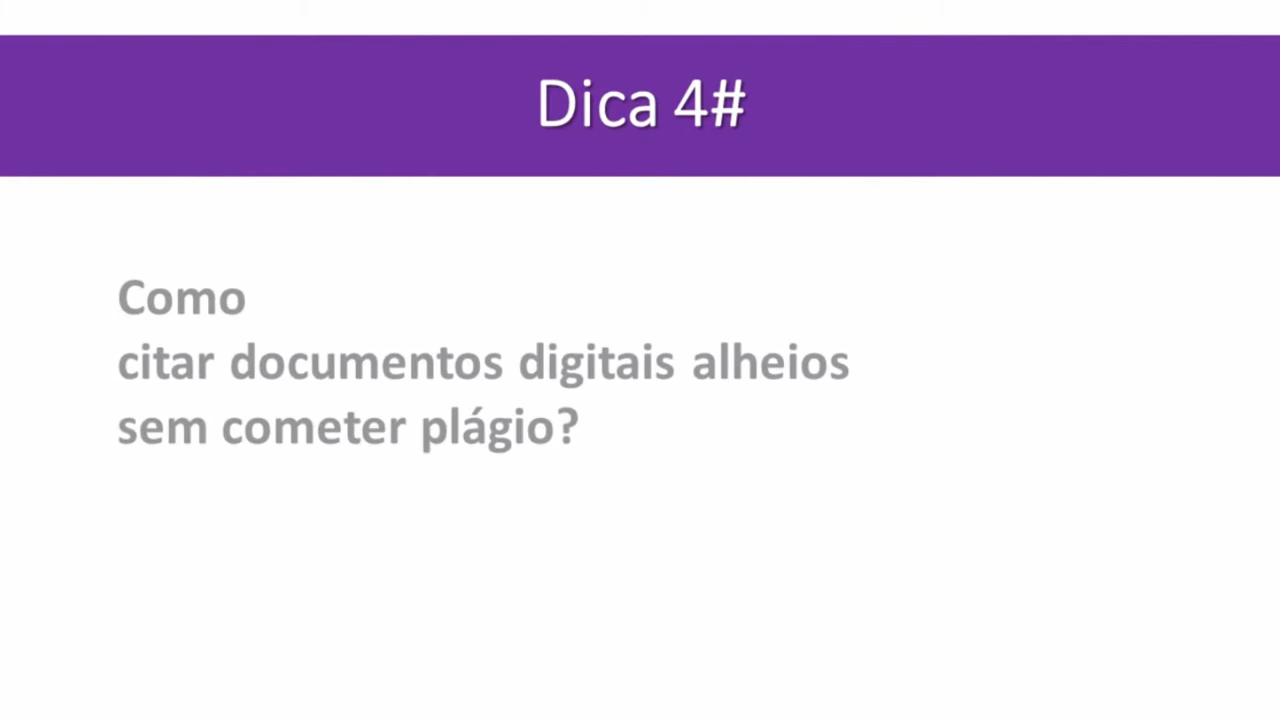 Dica 4#
Como
citar documentos digitais alheios
sem cometer plágio?